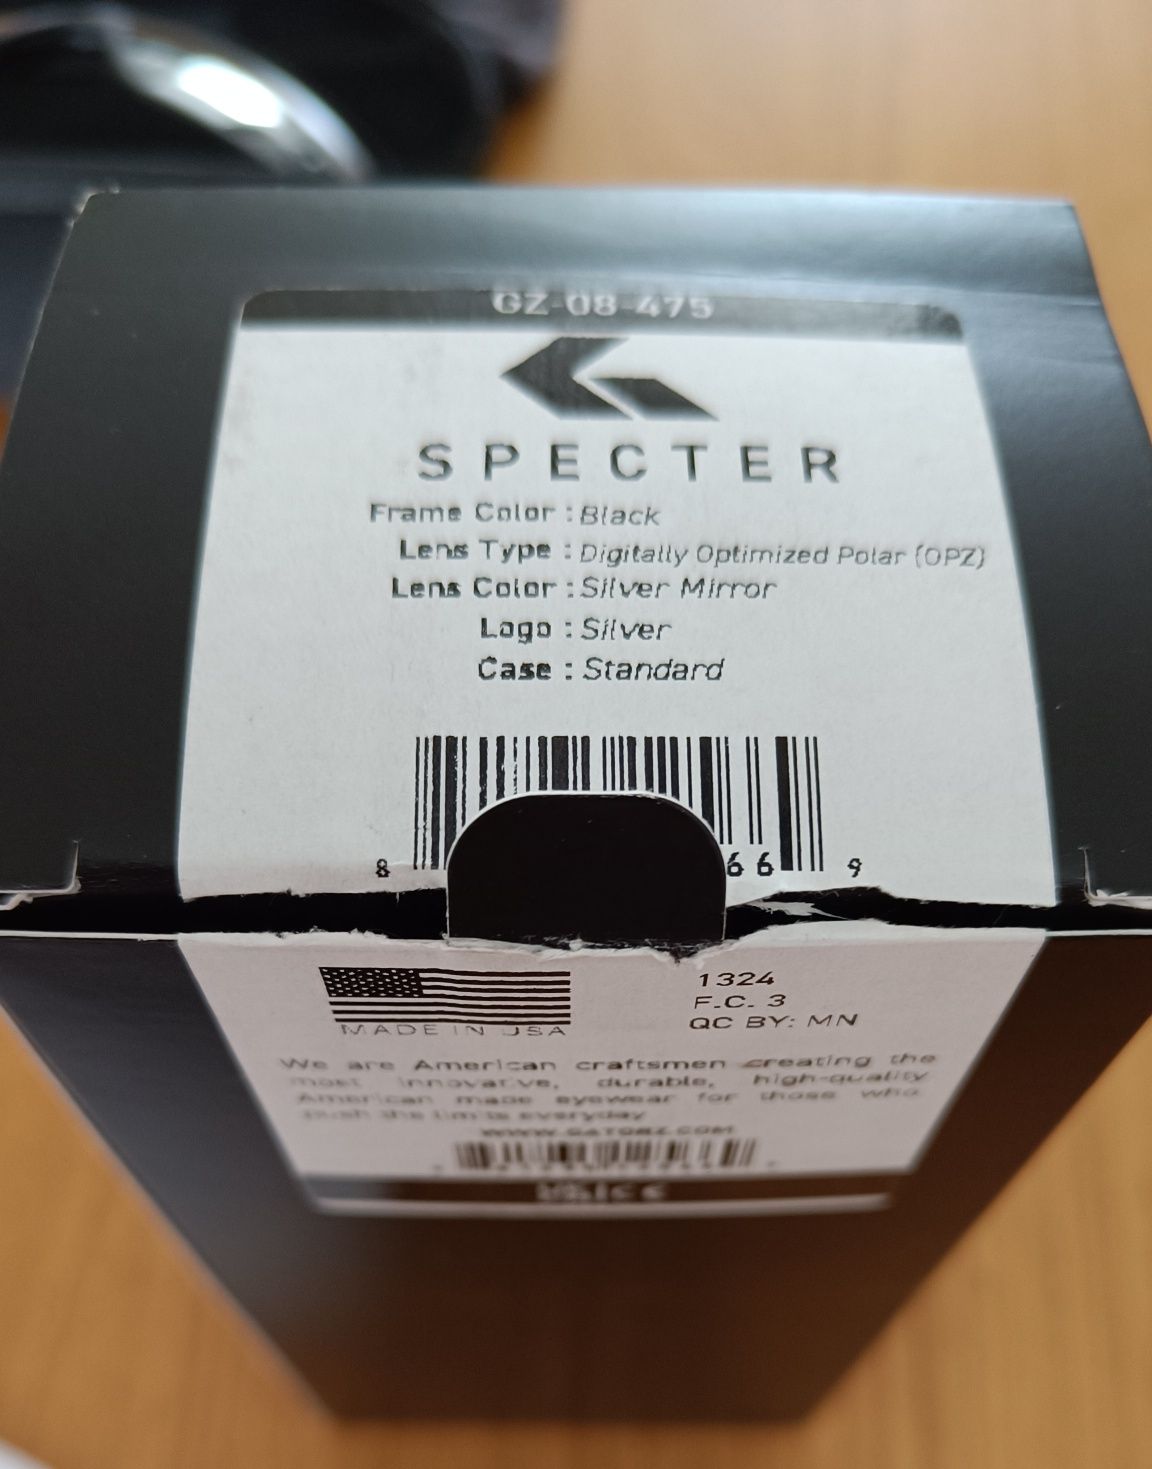 GZ-08-475
SPECTER
Frame Color : Black
Lens Type : Digitally Optimized Polar (OPZ)
Lens Color : Silver Mirror
Logo : Silver
Case : Standard
8 66 9
MADE IN USA
1324
F.C. 3
QC BY: MN
We are American craftsmen creating the
most innovative, durable, high-quality
American made eyewear for those who
push the limits everyday
WWW.GATORZ.COM